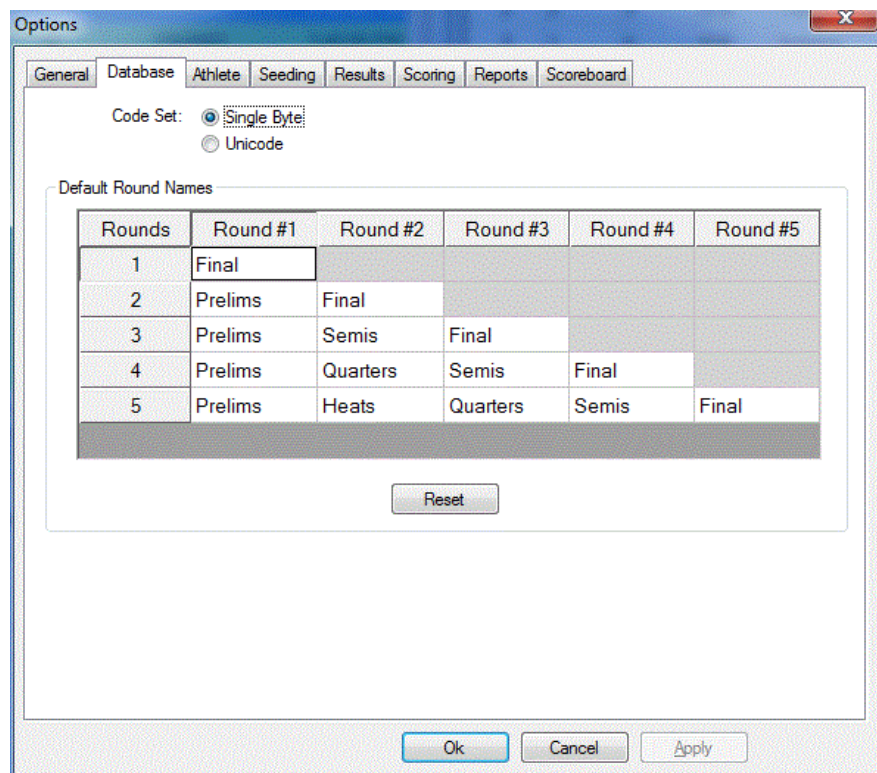 Options
General Database Athlete Seeding Results Scoring Reports Scoreboard
Code Set: Single Byte
Unicode
Default Round Names
Rounds Round #1 Round #2 Round #3 Round #4 Round #5
1 Final
2 Prelims Final
3 Prelims Semis Final
4 Prelims Quarters Semis Final
5 Prelims Heats Quarters Semis Final
Reset
Ok Cancel Apply